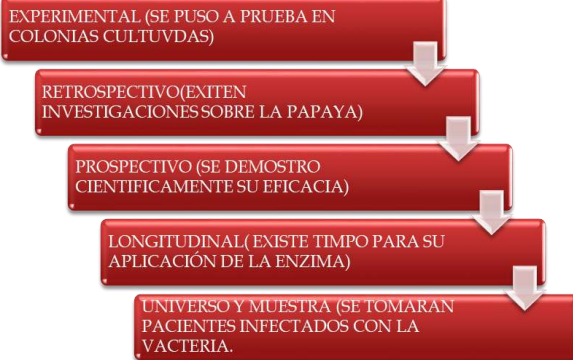 EXPERIMENTAL (SE PUSO A PRUEBA EN
COLONIAS CULTUVDAS)
RETROSPECTIVO(EXITEN
INVESTIGACIONES SOBRE LA PAPAYA)
PROSPECTIVO (SE DEMOSTRO
CIENTIFICAMENTE SU EFICACIA)
LONGITUDINAL( EXISTE TIMPO PARA SU
APLICACIÓN DE LA ENZIMA)
UNIVERSO Y MUESTRA (SE TOMARAN
PACIENTES INFECTADOS CON LA
VACTERIA.